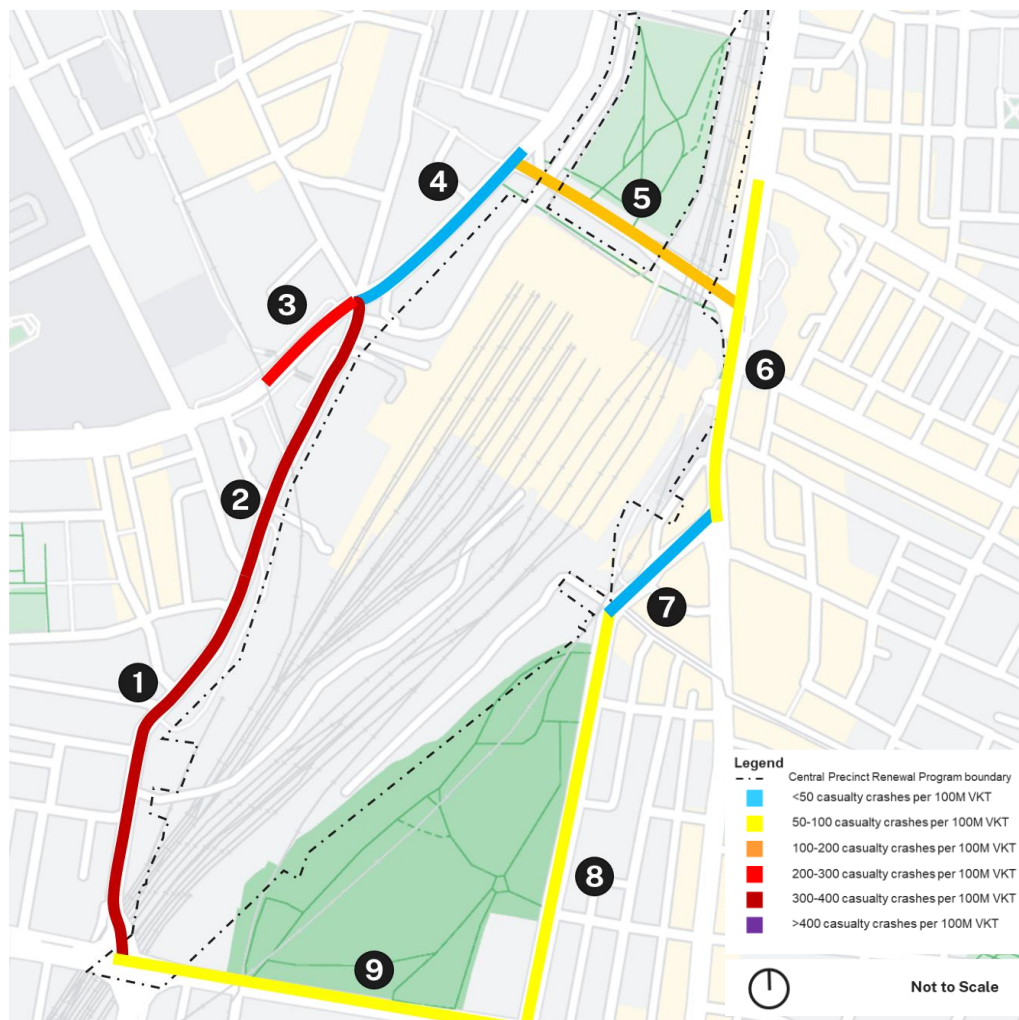 4
5
3
6
2
7
1
8
9
Legend
Central Precinct Renewal Program boundary
<50 casualty crashes per 100M VKT
50-100 casualty crashes per 100M VKT
100-200 casualty crashes per 100M VKT
200-300 casualty crashes per 100M VKT
300-400 casualty crashes per 100M VKT
>400 casualty crashes per 100M VKT
Not to Scale